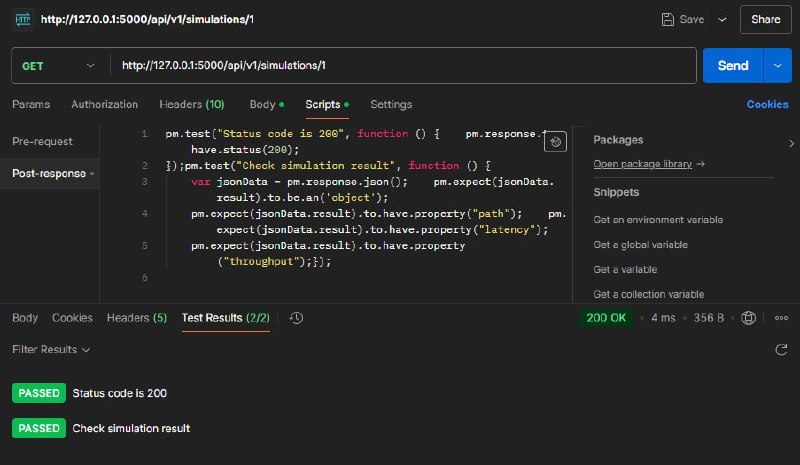 HTTP http://127.0.0.1:5000/api/v1/simulations/1 Save Share
GET http://127.0.0.1:5000/api/v1/simulations/1 Send
Params Authorization Headers (10) Body Scripts Settings Cookies
Pre-request
Post-response
1 pm.test("Status code is 200", function () { pm.response.
have.status(200);
2 });pm.test("Check simulation result", function () {
3 var jsonData = pm.response.json(); pm.expect(jsonData.
result).to.be.an('object');
4 pm.expect(jsonData.result).to.have.property("path"); pm.
expect(jsonData.result).to.have.property("latency");
5 pm.expect(jsonData.result).to.have.property
("throughput");});
6
Packages
Open package library →
Snippets
Get an environment variable
Get a global variable
Get a variable
Get a collection variable
Body Cookies Headers (5) Test Results (2/2) 200 OK • 4 ms • 356 B
Filter Results
PASSED Status code is 200
PASSED Check simulation result